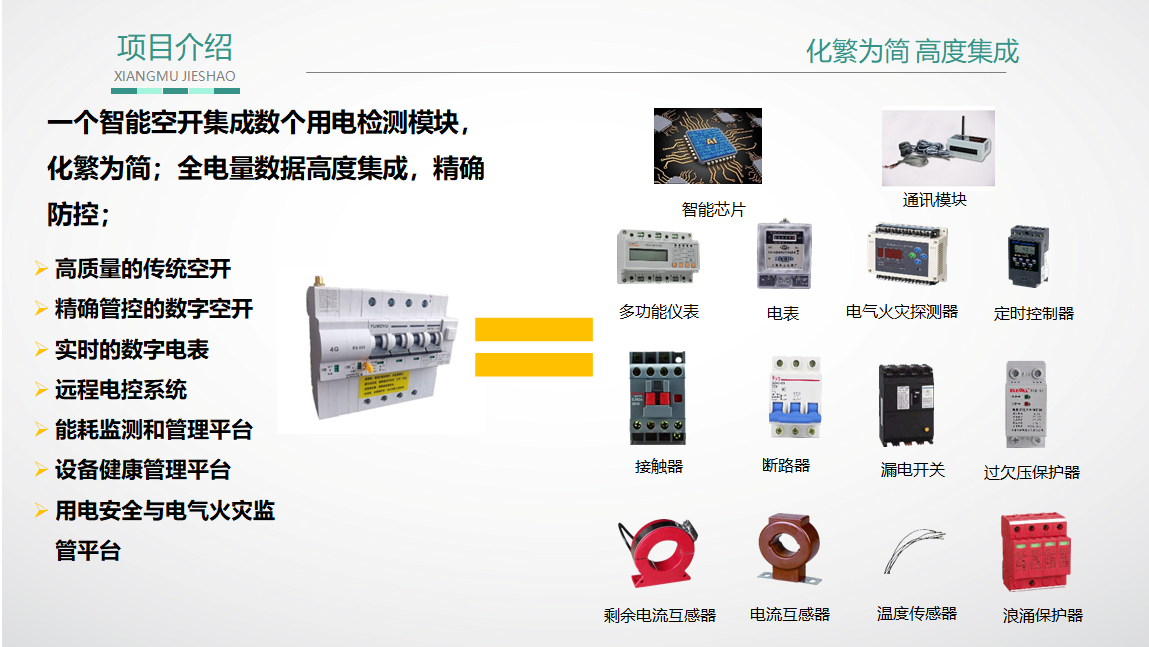 项目介绍
XIANGMU JIESHAO
化繁为简 高度集成
一个智能空开集成数个用电检测模块，
化繁为简；全电量数据高度集成，精确
防控；
高质量的传统空开
精确管控的数字空开
实时的数字电表
远程电控系统
能耗监测和管理平台
设备健康管理平台
用电安全与电气火灾监
管平台
4G
AI
智能芯片
通讯模块
多功能仪表
电表
电气火灾探测器
定时控制器
接触器
断路器
漏电开关
过欠压保护器
剩余电流互感器
电流互感器
温度传感器
浪涌保护器